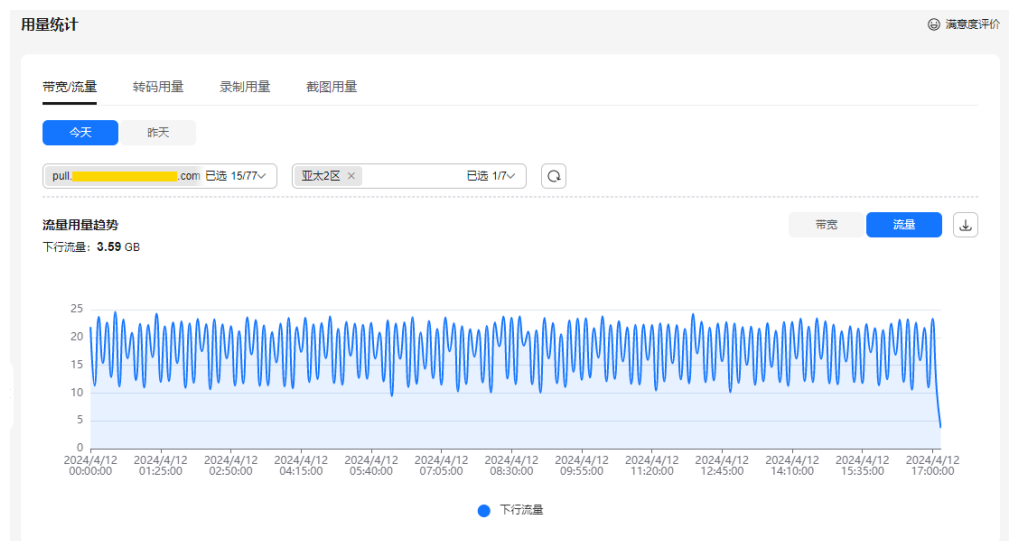 用量统计
满意度评价
带宽/流量 转码用量 录制用量 截图用量
今天 昨天
pull. .com 已选 15/77 亚太2区 × 已选 1/7
流量用量趋势
带宽 流量
下行流量: 3.59 GB
25
20
15
10
5
0
2024/4/12 2024/4/12 2024/4/12 2024/4/12 2024/4/12 2024/4/12 2024/4/12 2024/4/12 2024/4/12 2024/4/12 2024/4/12 2024/4/12 2024/4/12
00:00:00 01:25:00 02:50:00 04:15:00 05:40:00 07:05:00 08:30:00 09:55:00 11:20:00 12:45:00 14:10:00 15:35:00 17:00:00
下行流量